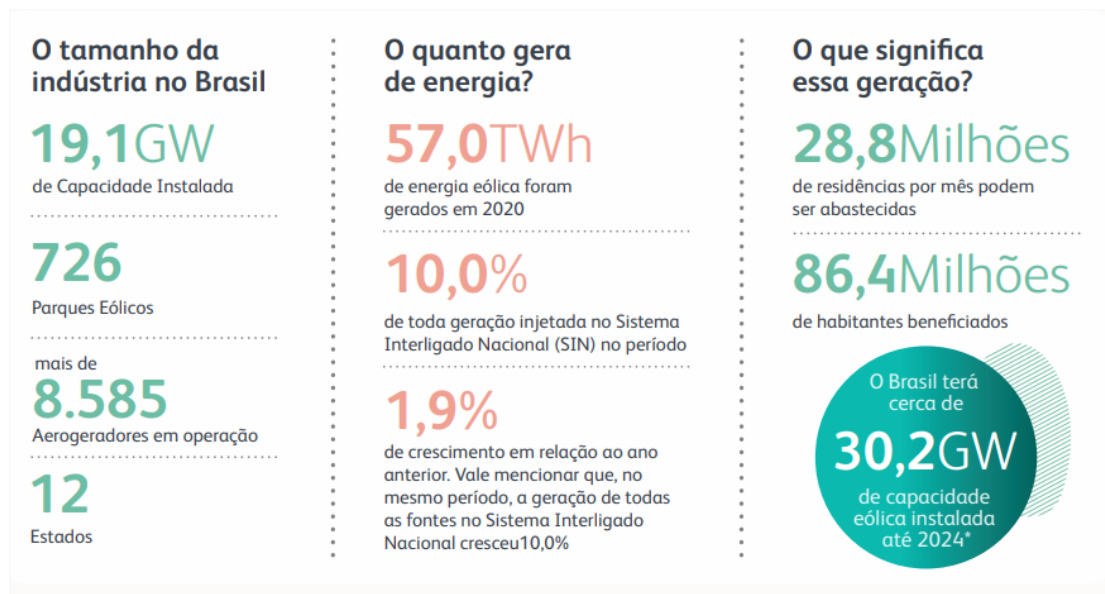 O tamanho da
indústria no Brasil
19,1GW
de Capacidade Instalada
726
Parques Eólicos
mais de
8.585
Aerogeradores em operação
12
Estados
O quanto gera
de energia?
57,0TWh
de energia eólica foram
gerados em 2020
10,0%
de toda geração injetada no Sistema
Interligado Nacional (SIN) no período
1,9%
de crescimento em relação ao ano
anterior. Vale mencionar que, no
mesmo período, a geração de todas
as fontes no Sistema Interligado
Nacional cresceu10,0%
O que significa
essa geração?
28,8Milhões
de residências por mês podem
ser abastecidas
86,4Milhões
de habitantes beneficiados
O Brasil terá
cerca de
30,2GW
de capacidade
eólica instalada
até 2024*